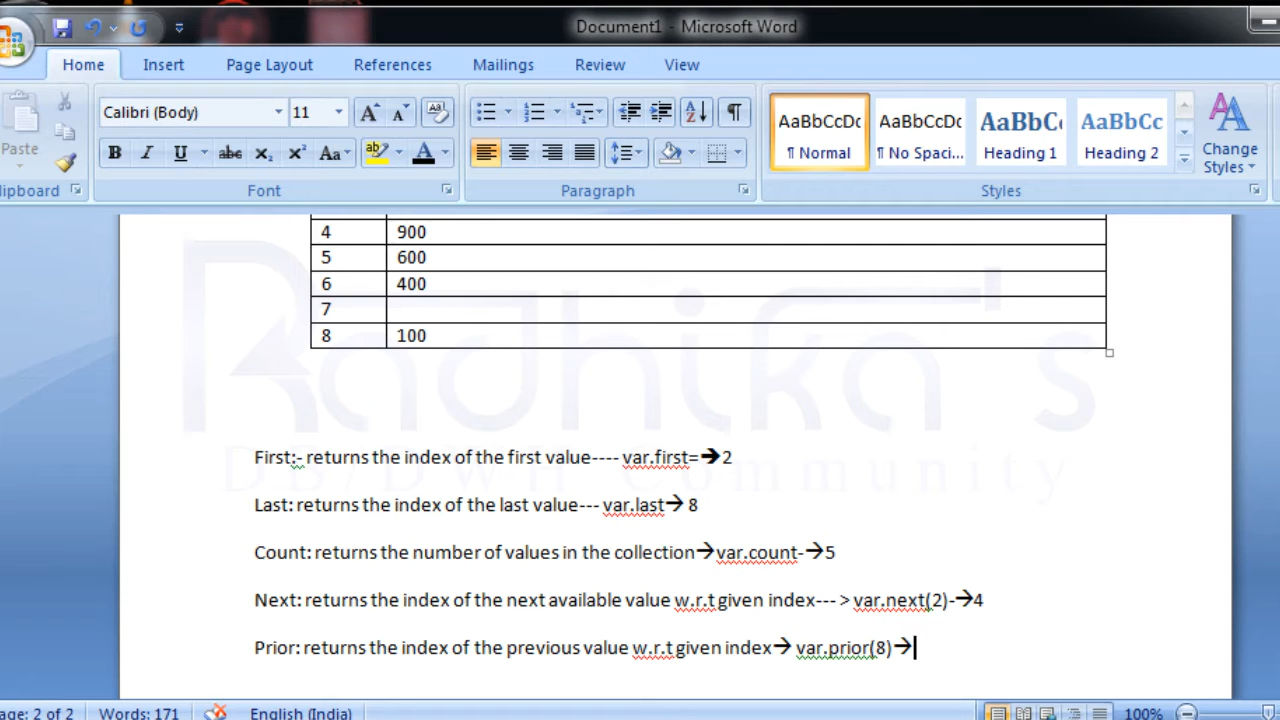 Document1 - Microsoft Word
Home Insert Page Layout References Mailings Review View
Calibri (Body) 11
AaBbCcDc AaBbCcDc AaBbCc AaBbCc
Paste
¶ Normal ¶ No Spaci... Heading 1 Heading 2
Change Styles
lipboard Font Paragraph Styles
4 900
5 600
6 400
7
8 100
Radhika's
DB/DWH Community
First:- returns the index of the first value---- var.first=➔2
Last: returns the index of the last value--- var.last→ 8
Count: returns the number of values in the collection→var.count-→5
Next: returns the index of the next available value w.r.t given index--- > var.next(2)-→4
Prior: returns the index of the previous value w.r.t given index→ var.prior(8)→
age: 2 of 2 Words: 171 English (India) 100%